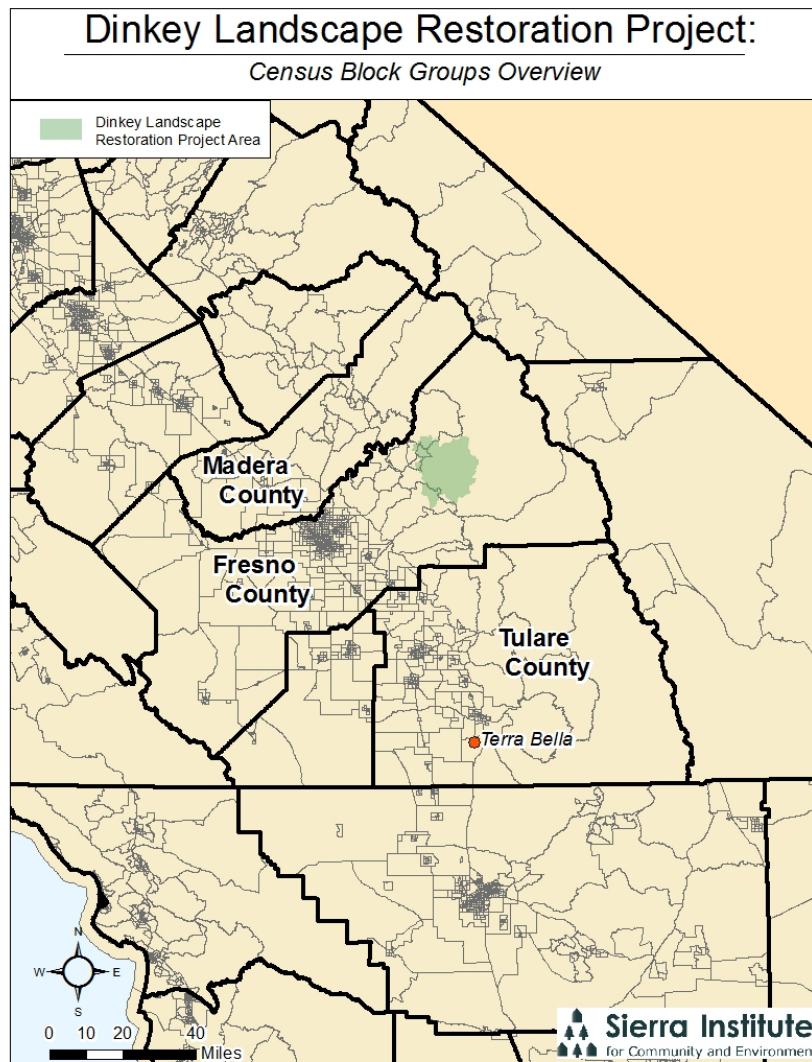 Dinkey Landscape Restoration Project:
Census Block Groups Overview
Dinkey Landscape
Restoration Project Area
Madera
County
Fresno
County
Tulare
County
Terra Bella
N
W E
S
0 10 20 40
Miles
Sierra Institute
for Community and Environment